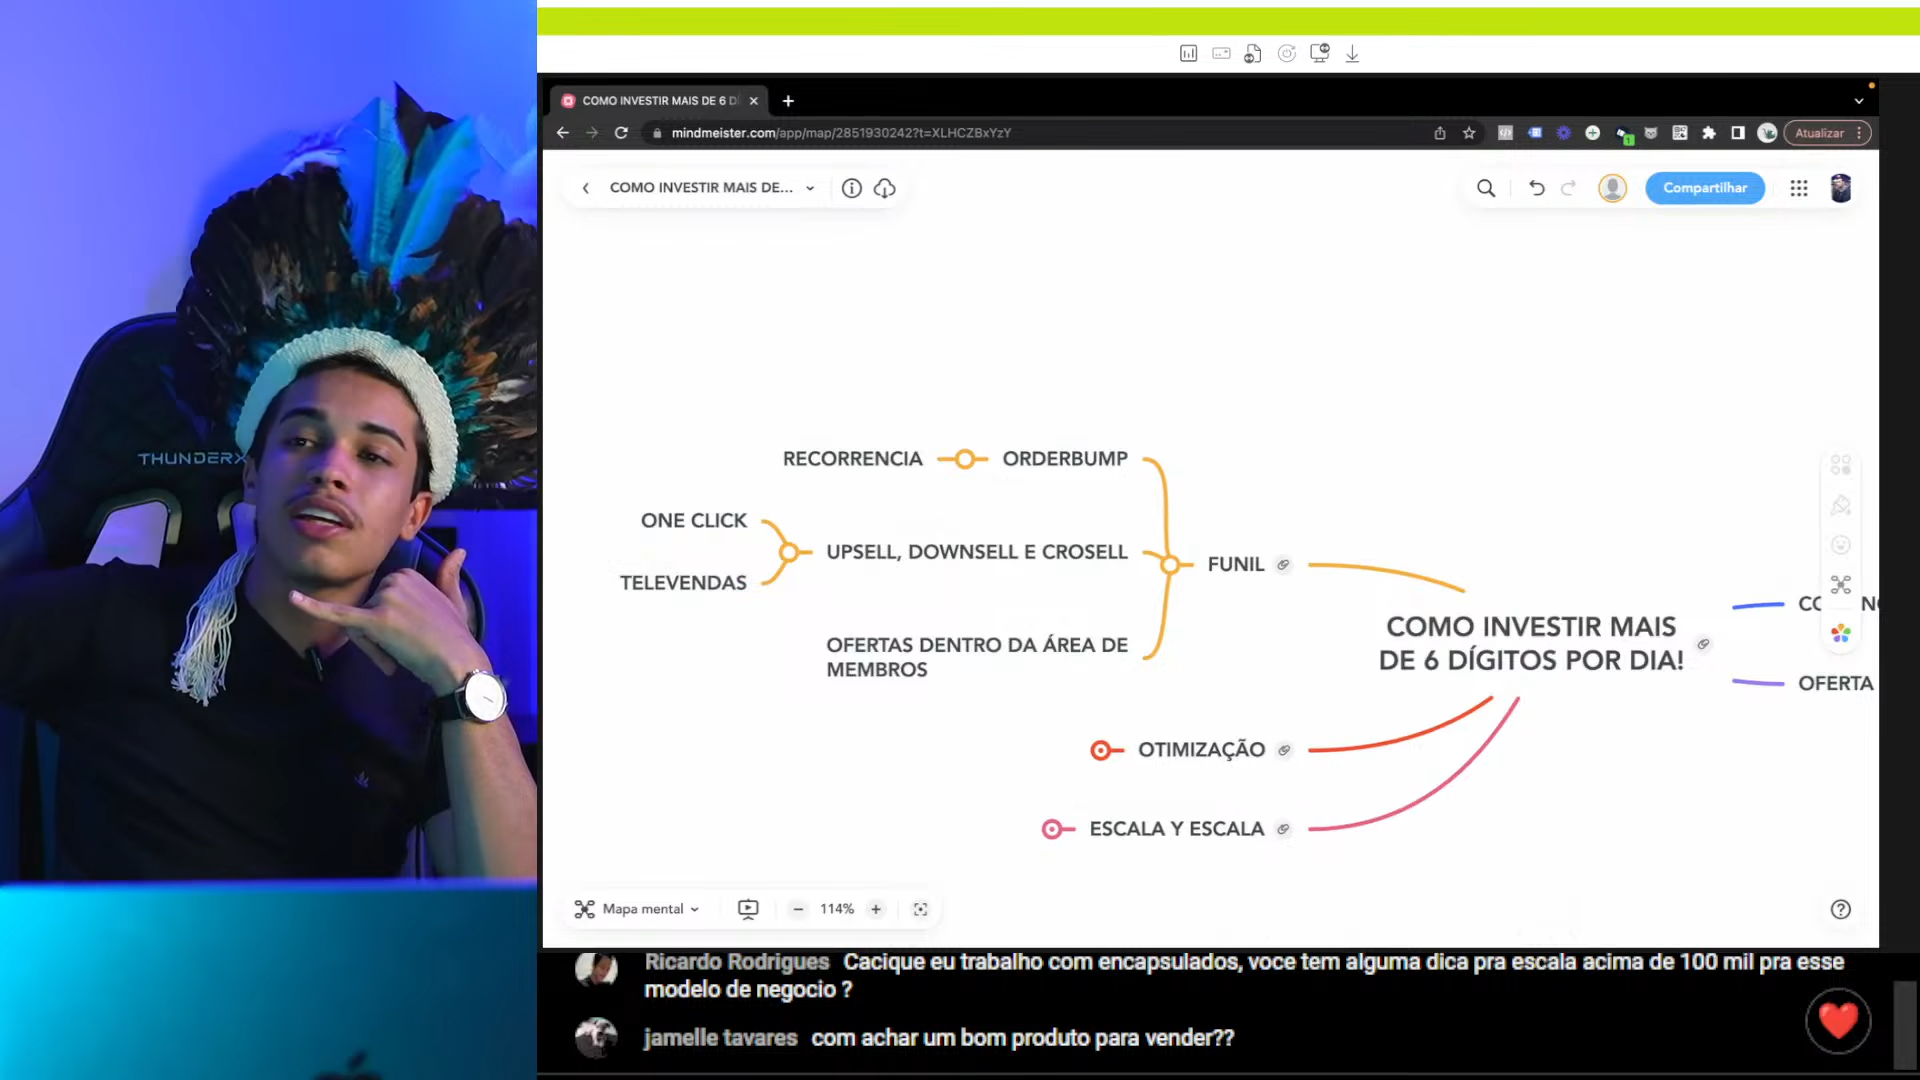 COMO INVESTIR MAIS DE 6 D
mindmeister.com/app/map/2851930242?t=XLHCZBxYzY
Atualizar
COMO INVESTIR MAIS DE...
Compartilhar
THUNDERX
RECORRENCIA
ORDERBUMP
ONE CLICK
UPSELL, DOWNSELL E CROSELL
TELEVENDAS
FUNIL
OFERTAS DENTRO DA ÁREA DE
MEMBROS
COMO INVESTIR MAIS
DE 6 DÍGITOS POR DIA!
OFERTA
OTIMIZAÇÃO
ESCALA Y ESCALA
Mapa mental
114%
Ricardo Rodrigues Cacique eu trabalho com encapsulados, voce tem alguma dica pra escala acima de 100 mil pra esse
modelo de negocio ?
jamelle tavares com achar um bom produto para vender??